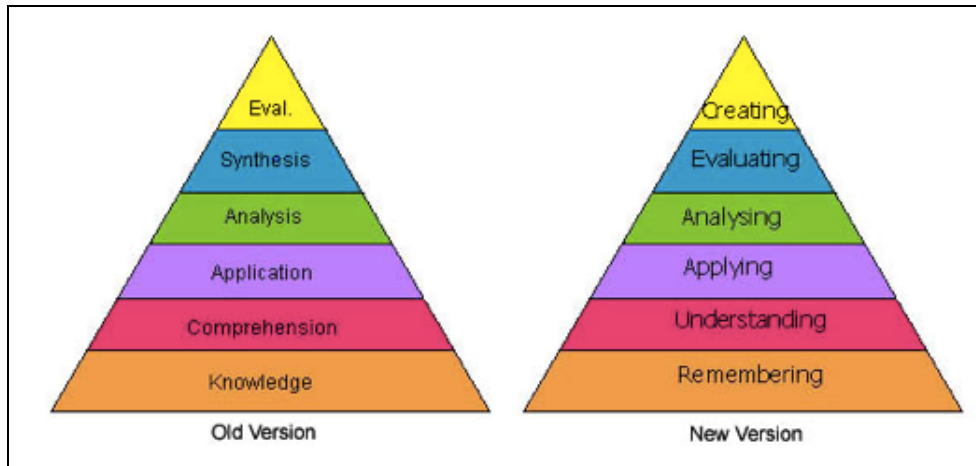 Eval.
Synthesis
Analysis
Application
Comprehension
Knowledge
Old Version
Creating
Evaluating
Analysing
Applying
Understanding
Remembering
New Version